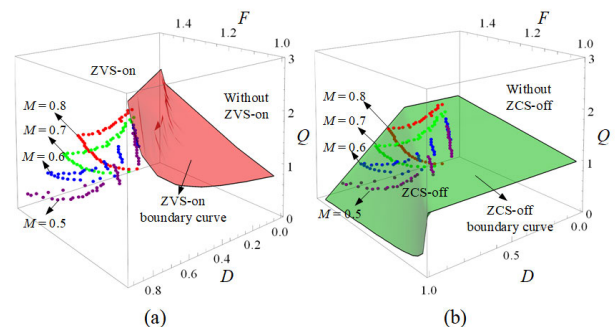 1.4
F
1.2
1.0
3
2
Q
1
0
ZVS-on
Without
ZVS-on
M = 0.8
M = 0.7
M = 0.6
M = 0.5
ZVS-on
boundary curve
0.0
0.2
0.4
0.6
0.8
D
(a)
1.4
F
1.2
1.0
3
2
Q
1
0
Without
ZCS-off
M = 0.8
M = 0.7
M = 0.6
M = 0.5
ZCS-off
ZCS-off
boundary curve
0.0
0.5
1.0
D
(b)